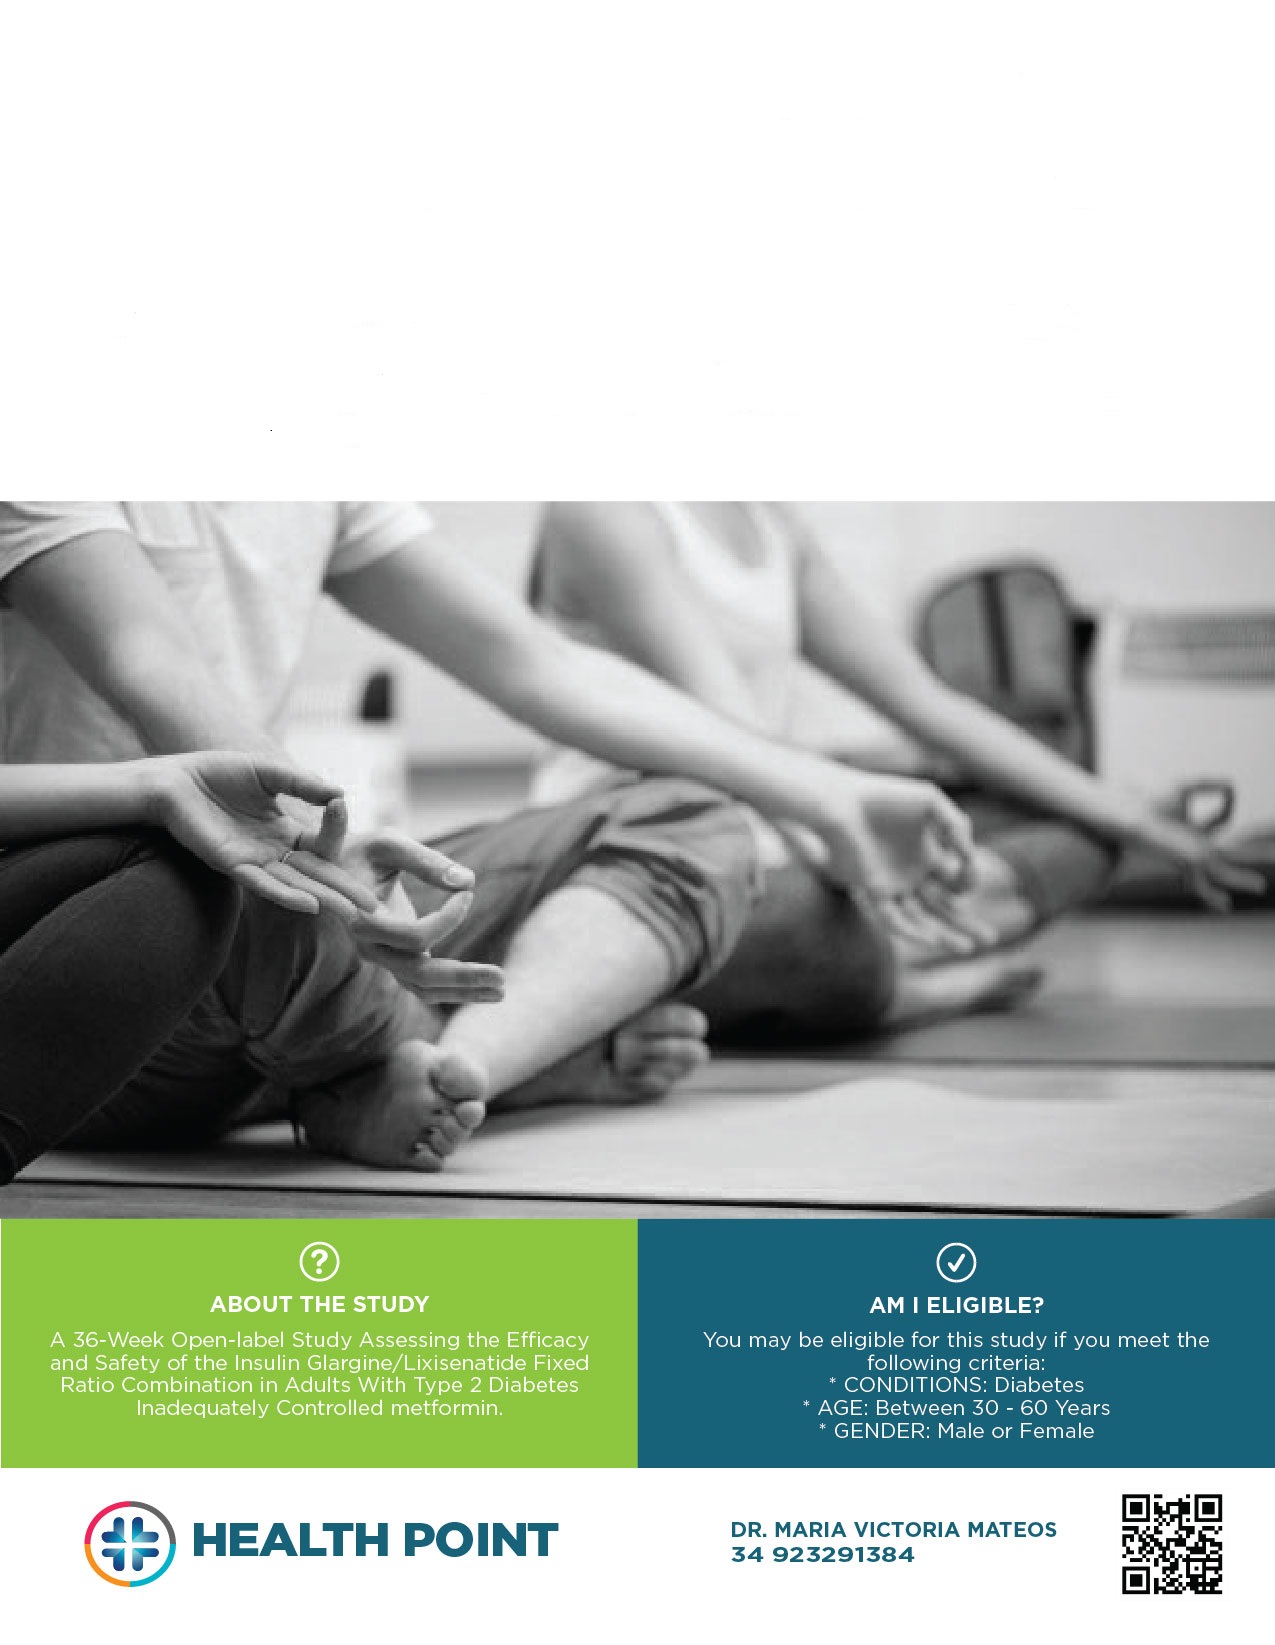 ABOUT THE STUDY
A 36-Week Open-label Study Assessing the Efficacy
and Safety of the Insulin Glargine/Lixisenatide Fixed
Ratio Combination in Adults With Type 2 Diabetes
Inadequately Controlled metformin.
AM I ELIGIBLE?
You may be eligible for this study if you meet the
following criteria:
* CONDITIONS: Diabetes
* AGE: Between 30 - 60 Years
* GENDER: Male or Female
HEALTH POINT
DR. MARIA VICTORIA MATEOS
34 923291384